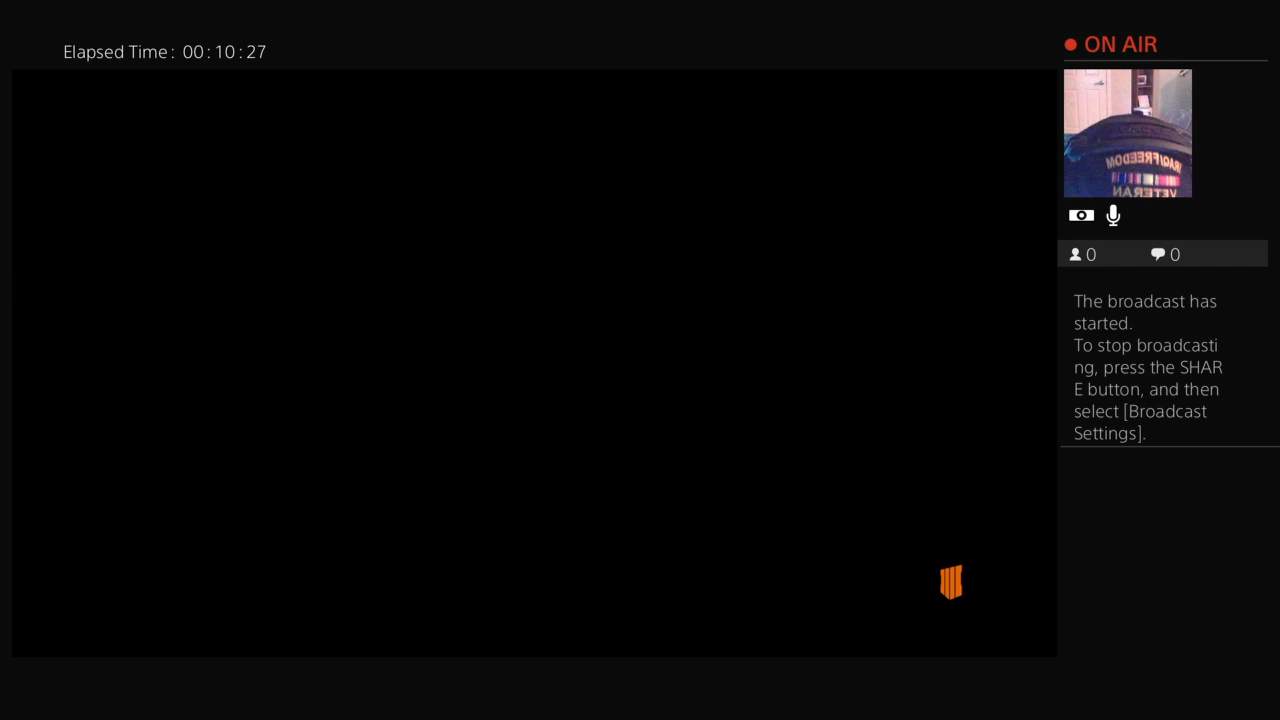 Elapsed Time: 00:10:27
ON AIR
IRAQI FREEDOM
VETERAN
0 0
The broadcast has
started.
To stop broadcasti
ng, press the SHAR
E button, and then
select [Broadcast
Settings].